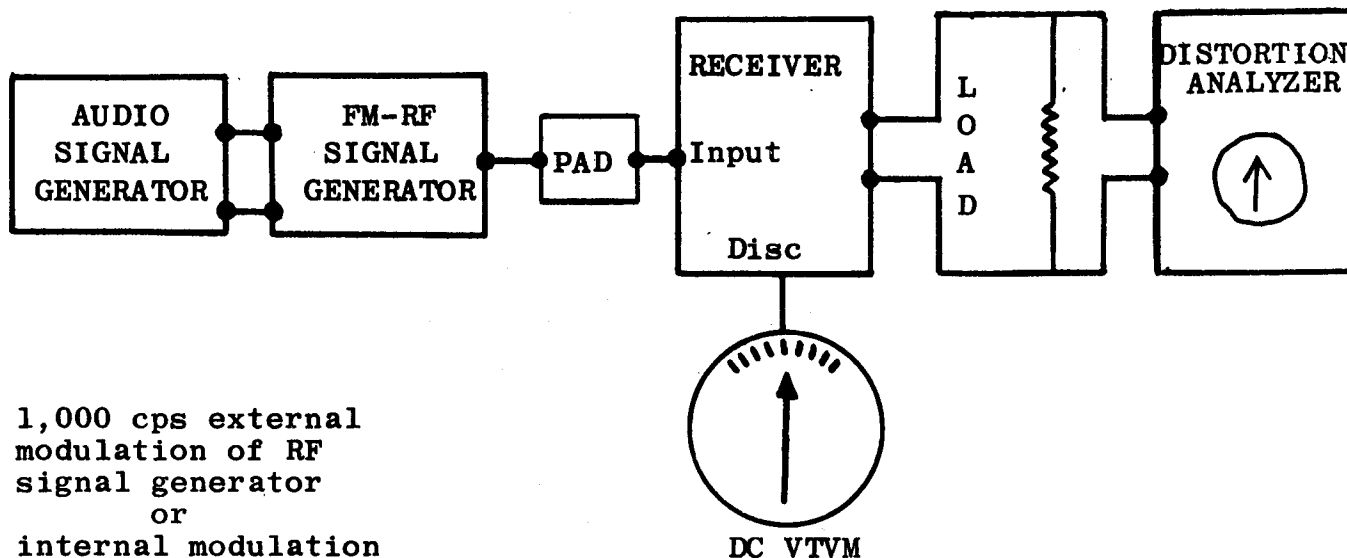 AUDIO
SIGNAL
GENERATOR
FM-RF
SIGNAL
GENERATOR
PAD
RECEIVER
Input
Disc
L
O
A
D
DISTORTION
ANALYZER
1,000 cps external
modulation of RF
signal generator
or
internal modulation
DC VTVM